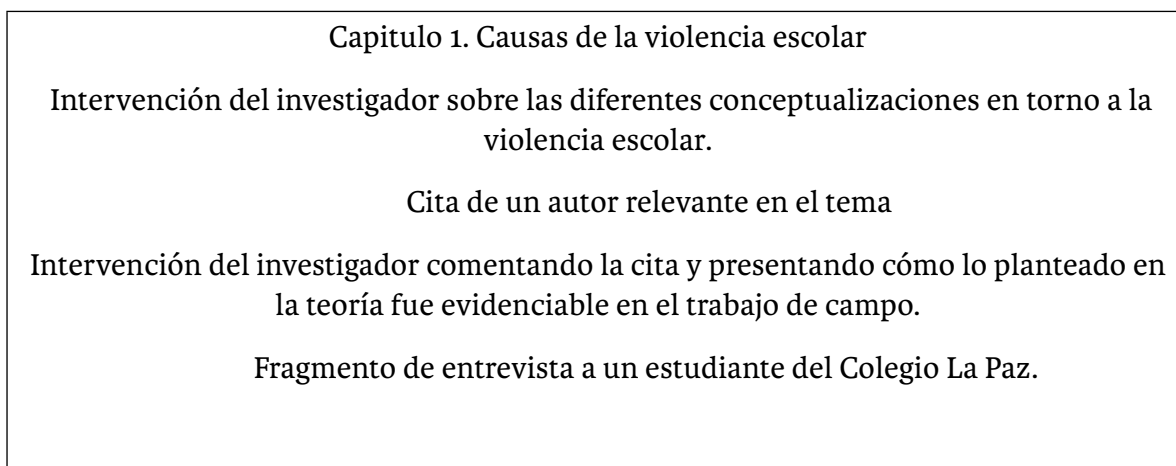 Capitulo 1. Causas de la violencia escolar
Intervención del investigador sobre las diferentes conceptualizaciones en torno a la
violencia escolar.
Cita de un autor relevante en el tema
Intervención del investigador comentando la cita y presentando cómo lo planteado en
la teoría fue evidenciable en el trabajo de campo.
Fragmento de entrevista a un estudiante del Colegio La Paz.